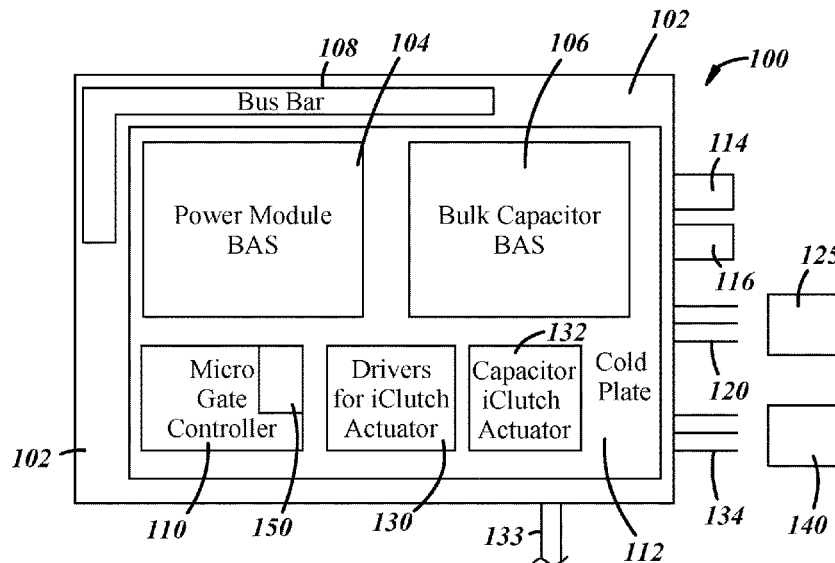 108
104
106
102
100
Bus Bar
114
Power Module
BAS
Bulk Capacitor
BAS
116
125
132
Micro
Gate
Controller
Drivers
for iClutch
Actuator
Capacitor
iClutch
Actuator
Cold
Plate
120
102
110
150
130
133
112
134
140